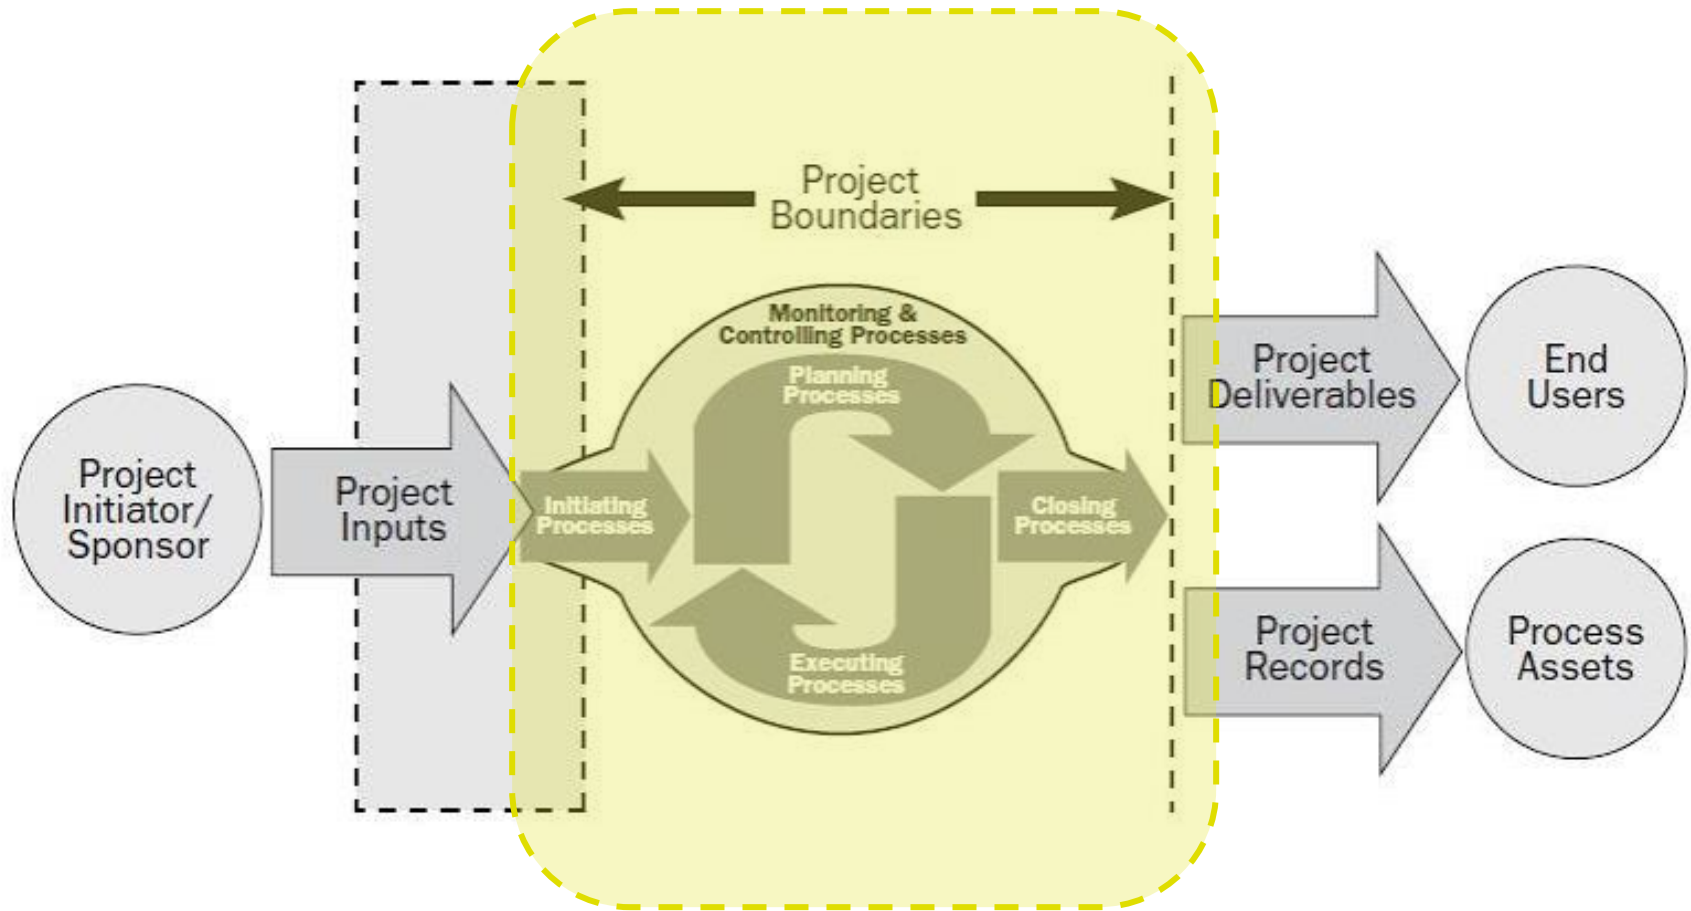 Project
Boundaries
Monitoring &
Controlling Processes
Planning
Processes
Project
Initiator/
Sponsor
Project
Inputs
Initiating
Processes
Closing
Processes
Executing
Processes
Project
Deliverables
End
Users
Project
Records
Process
Assets